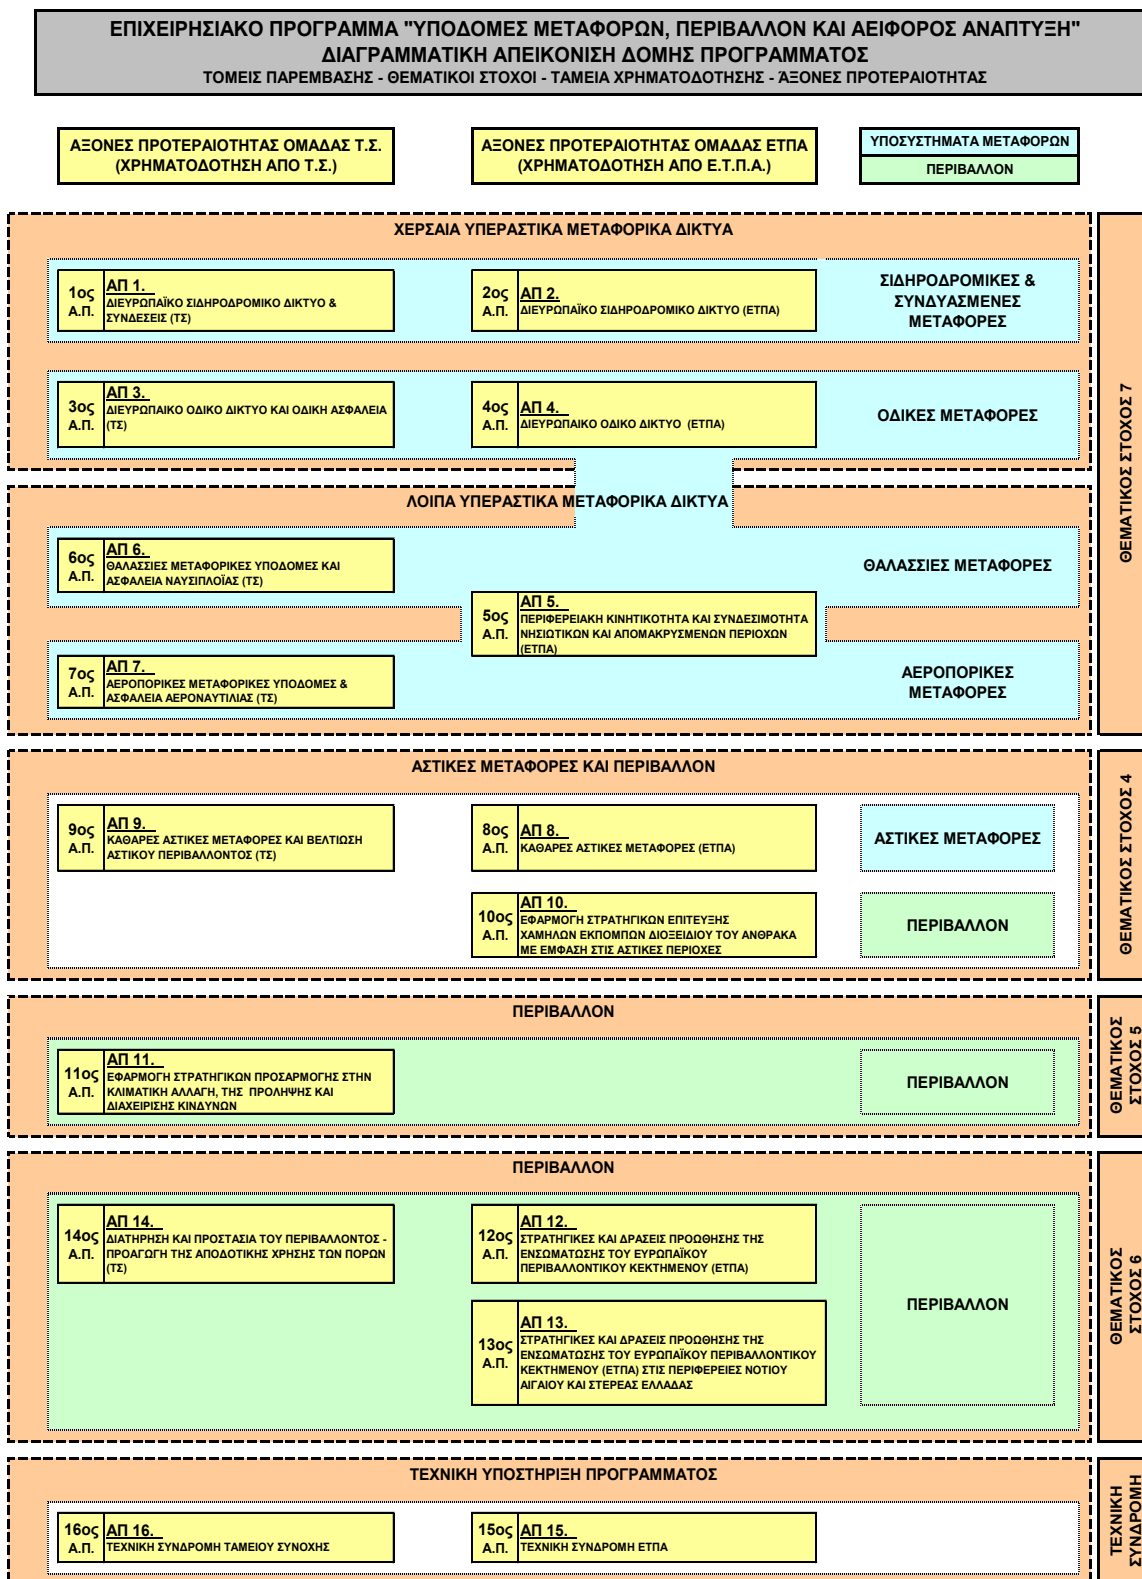 ΕΠΙΧΕΙΡΗΣΙΑΚΟ ΠΡΟΓΡΑΜΜΑ "ΥΠΟΔΟΜΕΣ ΜΕΤΑΦΟΡΩΝ, ΠΕΡΙΒΑΛΛΟΝ ΚΑΙ ΑΕΙΦΟΡΟΣ ΑΝΑΠΤΥΞΗ"
ΔΙΑΓΡΑΜΜΑΤΙΚΗ ΑΠΕΙΚΟΝΙΣΗ ΔΟΜΗΣ ΠΡΟΓΡΑΜΜΑΤΟΣ
ΤΟΜΕΙΣ ΠΑΡΕΜΒΑΣΗΣ - ΘΕΜΑΤΙΚΟΙ ΣΤΟΧΟΙ - ΤΑΜΕΙΑ ΧΡΗΜΑΤΟΔΟΤΗΣΗΣ - ΆΞΟΝΕΣ ΠΡΟΤΕΡΑΙΟΤΗΤΑΣ
ΑΞΟΝΕΣ ΠΡΟΤΕΡΑΙΟΤΗΤΑΣ ΟΜΑΔΑΣ Τ.Σ.
(ΧΡΗΜΑΤΟΔΟΤΗΣΗ ΑΠΟ Τ.Σ.)
ΑΞΟΝΕΣ ΠΡΟΤΕΡΑΙΟΤΗΤΑΣ ΟΜΑΔΑΣ ΕΤΠΑ
(ΧΡΗΜΑΤΟΔΟΤΗΣΗ ΑΠΟ Ε.Τ.Π.Α.)
ΥΠΟΣΥΣΤΗΜΑΤΑ ΜΕΤΑΦΟΡΩΝ
ΠΕΡΙΒΑΛΛΟΝ
ΧΕΡΣΑΙΑ ΥΠΕΡΑΣΤΙΚΑ ΜΕΤΑΦΟΡΙΚΑ ΔΙΚΤΥΑ
1ος
Α.Π.
ΑΠ 1.
ΔΙΕΥΡΩΠΑΪΚΟ ΣΙΔΗΡΟΔΡΟΜΙΚΟ ΔΙΚΤΥΟ &
ΣΥΝΔΕΣΕΙΣ (ΤΣ)
2ος
Α.Π.
ΑΠ 2.
ΔΙΕΥΡΩΠΑΪΚΟ ΣΙΔΗΡΟΔΡΟΜΙΚΟ ΔΙΚΤΥΟ (ΕΤΠΑ)
ΣΙΔΗΡΟΔΡΟΜΙΚΕΣ &
ΣΥΝΔΥΑΣΜΕΝΕΣ
ΜΕΤΑΦΟΡΕΣ
3ος
Α.Π.
ΑΠ 3.
ΔΙΕΥΡΩΠΑΙΚΟ ΟΔΙΚΟ ΔΙΚΤΥΟ ΚΑΙ ΟΔΙΚΗ ΑΣΦΑΛΕΙΑ
(ΤΣ)
4ος
Α.Π.
ΑΠ 4.
ΔΙΕΥΡΩΠΑΙΚΟ ΟΔΙΚΟ ΔΙΚΤΥΟ (ΕΤΠΑ)
ΟΔΙΚΕΣ ΜΕΤΑΦΟΡΕΣ
ΘΕΜΑΤΙΚΟΣ ΣΤΟΧΟΣ 7
ΛΟΙΠΑ ΥΠΕΡΑΣΤΙΚΑ ΜΕΤΑΦΟΡΙΚΑ ΔΙΚΤΥΑ
6ος
Α.Π.
ΑΠ 6.
ΘΑΛΑΣΣΙΕΣ ΜΕΤΑΦΟΡΙΚΕΣ ΥΠΟΔΟΜΕΣ ΚΑΙ
ΑΣΦΑΛΕΙΑ ΝΑΥΣΙΠΛΟΪΑΣ (ΤΣ)
ΘΑΛΑΣΣΙΕΣ ΜΕΤΑΦΟΡΕΣ
5ος
Α.Π.
ΑΠ 5.
ΠΕΡΙΦΕΡΕΙΑΚΗ ΚΙΝΗΤΙΚΟΤΗΤΑ ΚΑΙ ΣΥΝΔΕΣΙΜΟΤΗΤΑ
ΝΗΣΙΩΤΙΚΩΝ ΚΑΙ ΑΠΟΜΑΚΡΥΣΜΕΝΩΝ ΠΕΡΙΟΧΩΝ
(ΕΤΠΑ)
7ος
Α.Π.
ΑΠ 7.
ΑΕΡΟΠΟΡΙΚΕΣ ΜΕΤΑΦΟΡΙΚΕΣ ΥΠΟΔΟΜΕΣ &
ΑΣΦΑΛΕΙΑ ΑΕΡΟΝΑΥΤΙΛΙΑΣ (ΤΣ)
ΑΕΡΟΠΟΡΙΚΕΣ
ΜΕΤΑΦΟΡΕΣ
ΑΣΤΙΚΕΣ ΜΕΤΑΦΟΡΕΣ ΚΑΙ ΠΕΡΙΒΑΛΛΟΝ
9ος
Α.Π.
ΑΠ 9.
ΚΑΘΑΡΕΣ ΑΣΤΙΚΕΣ ΜΕΤΑΦΟΡΕΣ ΚΑΙ ΒΕΛΤΙΩΣΗ
ΑΣΤΙΚΟΥ ΠΕΡΙΒΑΛΛΟΝΤΟΣ (ΤΣ)
8ος
Α.Π.
ΑΠ 8.
ΚΑΘΑΡΕΣ ΑΣΤΙΚΕΣ ΜΕΤΑΦΟΡΕΣ (ΕΤΠΑ)
ΑΣΤΙΚΕΣ ΜΕΤΑΦΟΡΕΣ
10ος
Α.Π.
ΑΠ 10.
ΕΦΑΡΜΟΓΗ ΣΤΡΑΤΗΓΙΚΩΝ ΕΠΙΤΕΥΞΗΣ
ΧΑΜΗΛΩΝ ΕΚΠΟΜΠΩΝ ΔΙΟΞΕΙΔΙΟΥ ΤΟΥ ΑΝΘΡΑΚΑ
ΜΕ ΕΜΦΑΣΗ ΣΤΙΣ ΑΣΤΙΚΕΣ ΠΕΡΙΟΧΕΣ
ΠΕΡΙΒΑΛΛΟΝ
ΘΕΜΑΤΙΚΟΣ ΣΤΟΧΟΣ 4
ΠΕΡΙΒΑΛΛΟΝ
11ος
Α.Π.
ΑΠ 11.
ΕΦΑΡΜΟΓΗ ΣΤΡΑΤΗΓΙΚΩΝ ΠΡΟΣΑΡΜΟΓΗΣ ΣΤΗΝ
ΚΛΙΜΑΤΙΚΗ ΑΛΛΑΓΗ, ΤΗΣ ΠΡΟΛΗΨΗΣ ΚΑΙ
ΔΙΑΧΕΙΡΙΣΗΣ ΚΙΝΔΥΝΩΝ
ΠΕΡΙΒΑΛΛΟΝ
ΘΕΜΑΤΙΚΟΣ
ΣΤΟΧΟΣ 5
ΠΕΡΙΒΑΛΛΟΝ
14ος
Α.Π.
ΑΠ 14.
ΔΙΑΤΗΡΗΣΗ ΚΑΙ ΠΡΟΣΤΑΣΙΑ ΤΟΥ ΠΕΡΙΒΑΛΛΟΝΤΟΣ -
ΠΡΟΑΓΩΓΗ ΤΗΣ ΑΠΟΔΟΤΙΚΗΣ ΧΡΗΣΗΣ ΤΩΝ ΠΟΡΩΝ
(ΤΣ)
12ος
Α.Π.
ΑΠ 12.
ΣΤΡΑΤΗΓΙΚΕΣ ΚΑΙ ΔΡΑΣΕΙΣ ΠΡΟΩΘΗΣΗΣ ΤΗΣ
ΕΝΣΩΜΑΤΩΣΗΣ ΤΟΥ ΕΥΡΩΠΑΪΚΟΥ
ΠΕΡΙΒΑΛΛΟΝΤΙΚΟΥ ΚΕΚΤΗΜΕΝΟΥ (ΕΤΠΑ)
13ος
Α.Π.
ΑΠ 13.
ΣΤΡΑΤΗΓΙΚΕΣ ΚΑΙ ΔΡΑΣΕΙΣ ΠΡΟΩΘΗΣΗΣ ΤΗΣ
ΕΝΣΩΜΑΤΩΣΗΣ ΤΟΥ ΕΥΡΩΠΑΪΚΟΥ ΠΕΡΙΒΑΛΛΟΝΤΙΚΟΥ
ΚΕΚΤΗΜΕΝΟΥ (ΕΤΠΑ) ΣΤΙΣ ΠΕΡΙΦΕΡΕΙΕΣ ΝΟΤΙΟΥ
ΑΙΓΑΙΟΥ ΚΑΙ ΣΤΕΡΕΑΣ ΕΛΛΑΔΑΣ
ΠΕΡΙΒΑΛΛΟΝ
ΘΕΜΑΤΙΚΟΣ
ΣΤΟΧΟΣ 6
ΤΕΧΝΙΚΗ ΥΠΟΣΤΗΡΙΞΗ ΠΡΟΓΡΑΜΜΑΤΟΣ
16ος
Α.Π.
ΑΠ 16.
ΤΕΧΝΙΚΗ ΣΥΝΔΡΟΜΗ ΤΑΜΕΙΟΥ ΣΥΝΟΧΗΣ
15ος
Α.Π.
ΑΠ 15.
ΤΕΧΝΙΚΗ ΣΥΝΔΡΟΜΗ ΕΤΠΑ
ΤΕΧΝΙΚΗ
ΣΥΝΔΡΟΜΗ